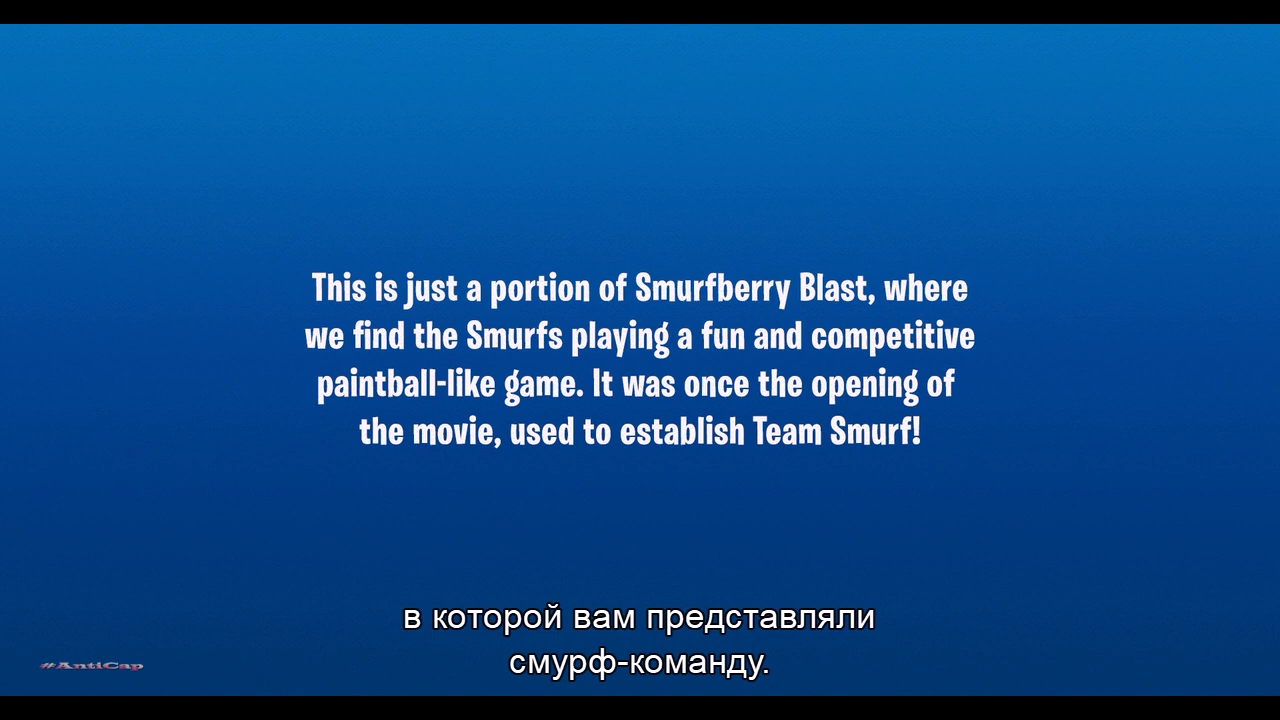 This is just a portion of Smurfberry Blast, where
we find the Smurfs playing a fun and competitive
paintball-like game. It was once the opening of
the movie, used to establish Team Smurf!
в которой вам представляли
смурф-команду.
#AntiCap